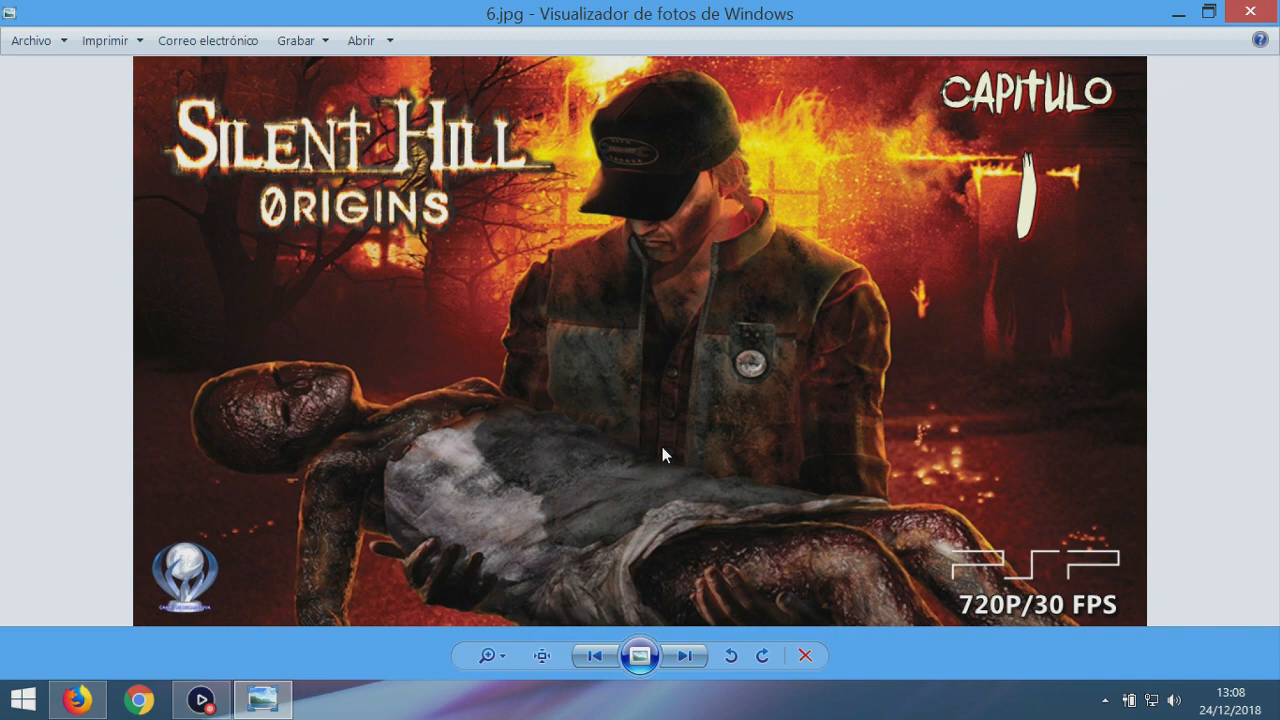 6.jpg - Visualizador de fotos de Windows
Archivo Imprimir Correo electrónico Grabar Abrir
SILENT HILL
0RIGINS
CAPITULO
1
PSP
720P/30 FPS
13:08
24/12/2018